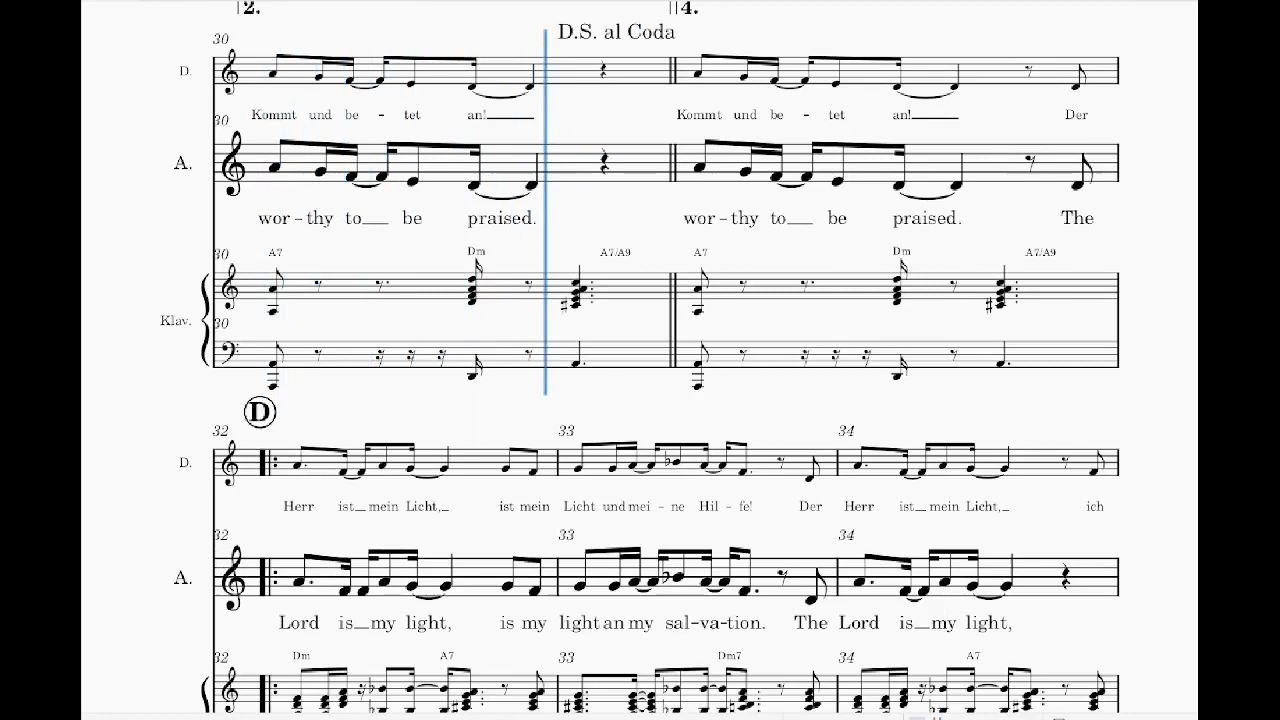 2. 4.
D.S. al Coda
30
D.
Kommt und be - tet an! Kommt und be - tet an! Der
30
A.
wor - thy to be praised. wor - thy to be praised. The
30 A7 Dm A7/A9 A7 Dm A7/A9
Klav.
30
D
32 33 34
D.
Herr ist mein Licht, ist mein Licht und mei - ne Hil - fe! Der Herr ist mein Licht, ich
32 33 34
A.
Lord is my light, is my light an my sal-va-tion. The Lord is my light,
32 Dm A7 33 Dm7 34 A7